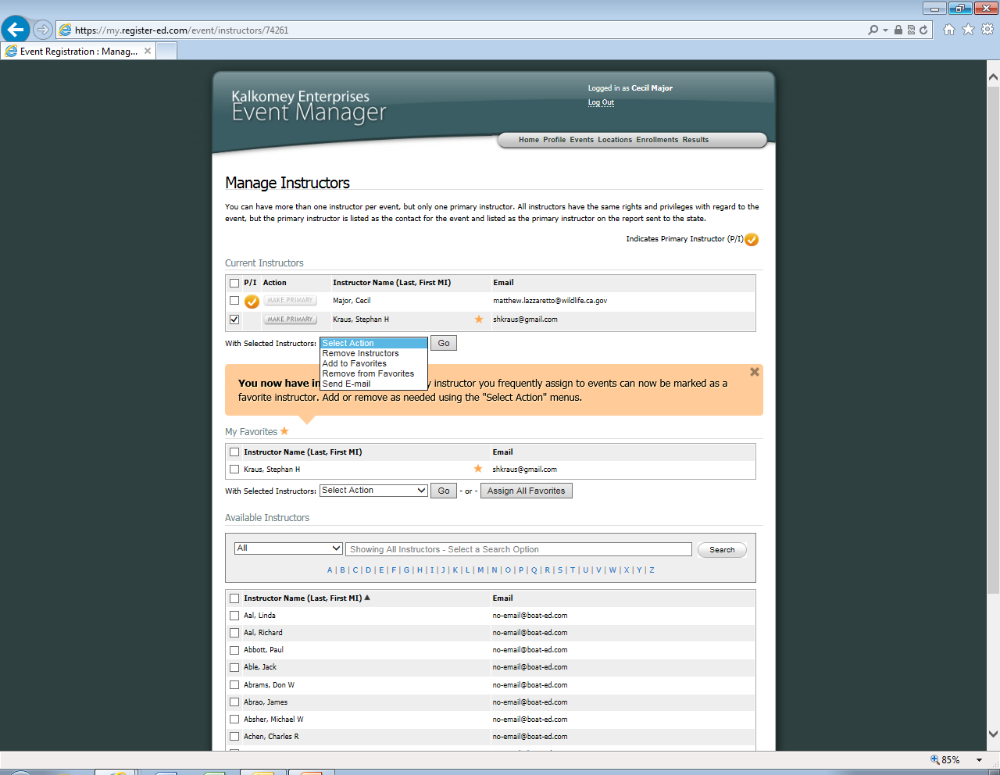 https://my.register-ed.com/event/instructors/74261
Event Registration : Manag...
Kalkomey Enterprises
Event Manager
Logged in as Cecil Major
Log Out
Home Profile Events Locations Enrollments Results
Manage Instructors
You can have more than one instructor per event, but only one primary instructor. All instructors have the same rights and privileges with regard to the
event, but the primary instructor is listed as the contact for the event and listed as the primary instructor on the report sent to the state.
Indicates Primary Instructor (P/I)
Current Instructors
P/I Action Instructor Name (Last, First MI) Email
MAKE PRIMARY Major, Cecil matthew.lazzaretto@wildlife.ca.gov
MAKE PRIMARY Kraus, Stephan H shkraus@gmail.com
With Selected Instructors: Select Action Go
Remove Instructors
Add to Favorites
Remove from Favorites
Send E-mail
You now have in
instructor you frequently assign to events can now be marked as a
favorite instructor. Add or remove as needed using the "Select Action" menus.
My Favorites
Instructor Name (Last, First MI) Email
Kraus, Stephan H shkraus@gmail.com
With Selected Instructors: Select Action Go - or - Assign All Favorites
Available Instructors
All Showing All Instructors - Select a Search Option Search
A | B | C | D | E | F | G | H | I | J | K | L | M | N | O | P | Q | R | S | T | U | V | W | X | Y | Z
Instructor Name (Last, First MI) Email
Aal, Linda no-email@boat-ed.com
Aal, Richard no-email@boat-ed.com
Abbott, Paul no-email@boat-ed.com
Able, Jack no-email@boat-ed.com
Abrams, Don W no-email@boat-ed.com
Abrao, James no-email@boat-ed.com
Absher, Michael W no-email@boat-ed.com
Achen, Charles R no-email@boat-ed.com
85%